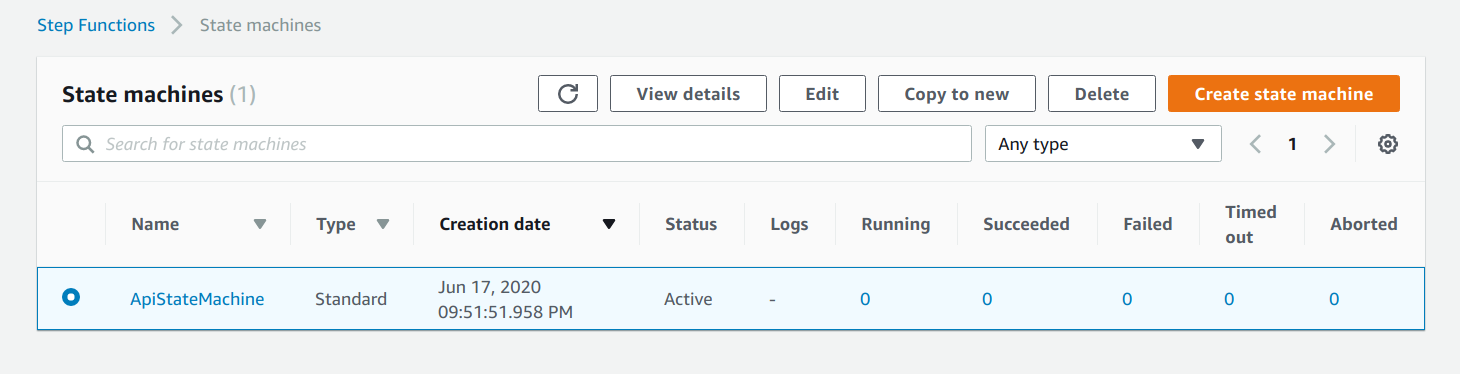 Step Functions > State machines
State machines (1)
View details
Edit
Copy to new
Delete
Create state machine
Search for state machines
Any type
1
Name
Type
Creation date
Status
Logs
Running
Succeeded
Failed
Timed
out
Aborted
ApiStateMachine
Standard
Jun 17, 2020
09:51:51.958 PM
Active
-
0
0
0
0
0